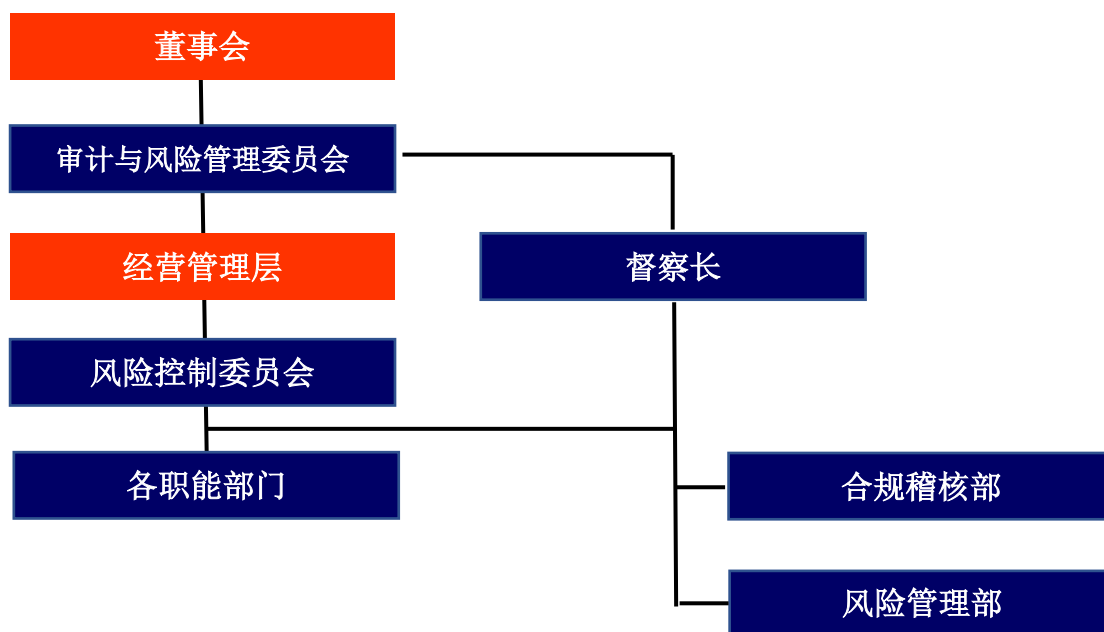 董事会
审计与风险管理委员会
经营管理层
督察长
风险控制委员会
各职能部门
合规稽核部
风险管理部